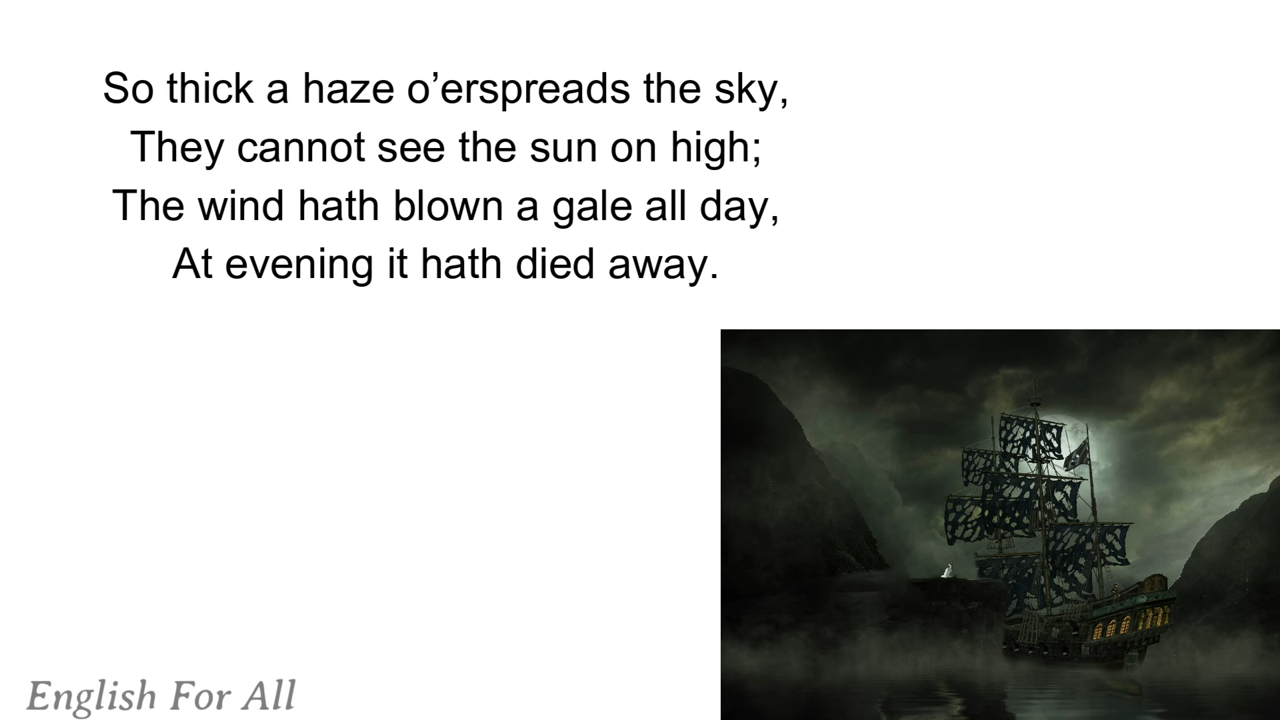 So thick a haze o’erspreads the sky,
They cannot see the sun on high;
The wind hath blown a gale all day,
At evening it hath died away.
English For All